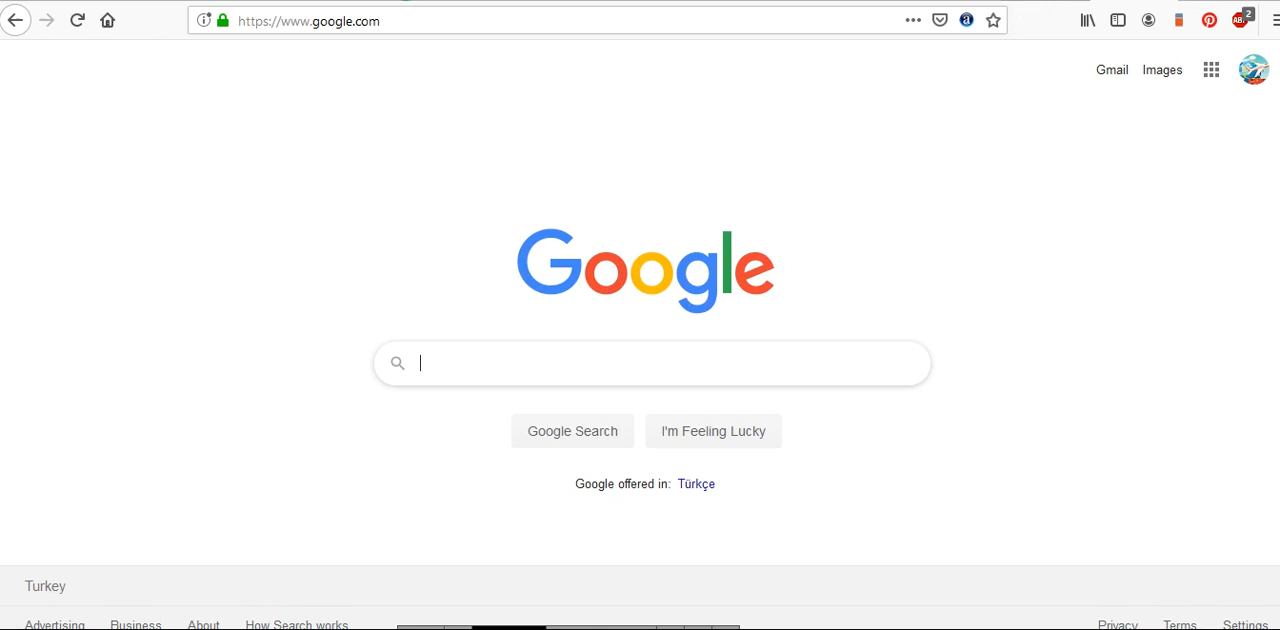 https://www.google.com
2
Gmail Images
Google
Google Search I'm Feeling Lucky
Google offered in: Türkçe
Turkey
Advertising Business About How Search works Privacy Terms Settings